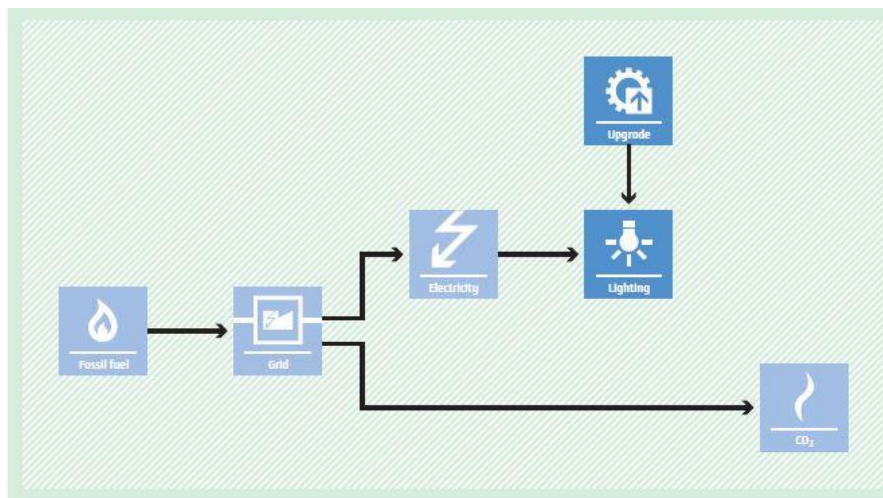 Upgrade
Electricity
Lighting
Fossil fuel
Grid
CO₂